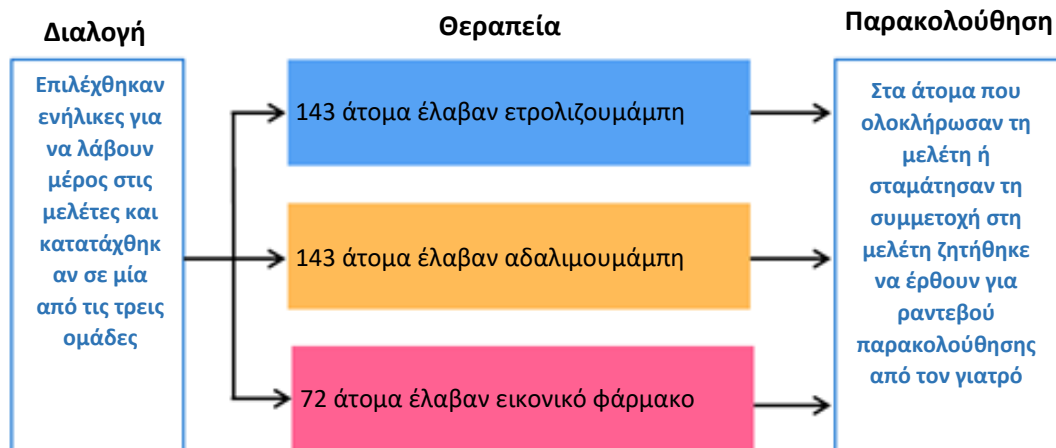 Διαλογή
Επιλέχθηκαν
ενήλικες για
να λάβουν
μέρος στις
μελέτες και
κατατάχθηκ
αν σε μία
από τις τρεις
ομάδες
Θεραπεία
143 άτομα έλαβαν ετρολιζουμάμπη
143 άτομα έλαβαν αδαλιμουμάμπη
72 άτομα έλαβαν εικονικό φάρμακο
Παρακολούθηση
Στα άτομα που
ολοκλήρωσαν τη
μελέτη ή
σταμάτησαν τη
συμμετοχή στη
μελέτη ζητήθηκε
να έρθουν για
ραντεβού
παρακολούθησης
από τον γιατρό